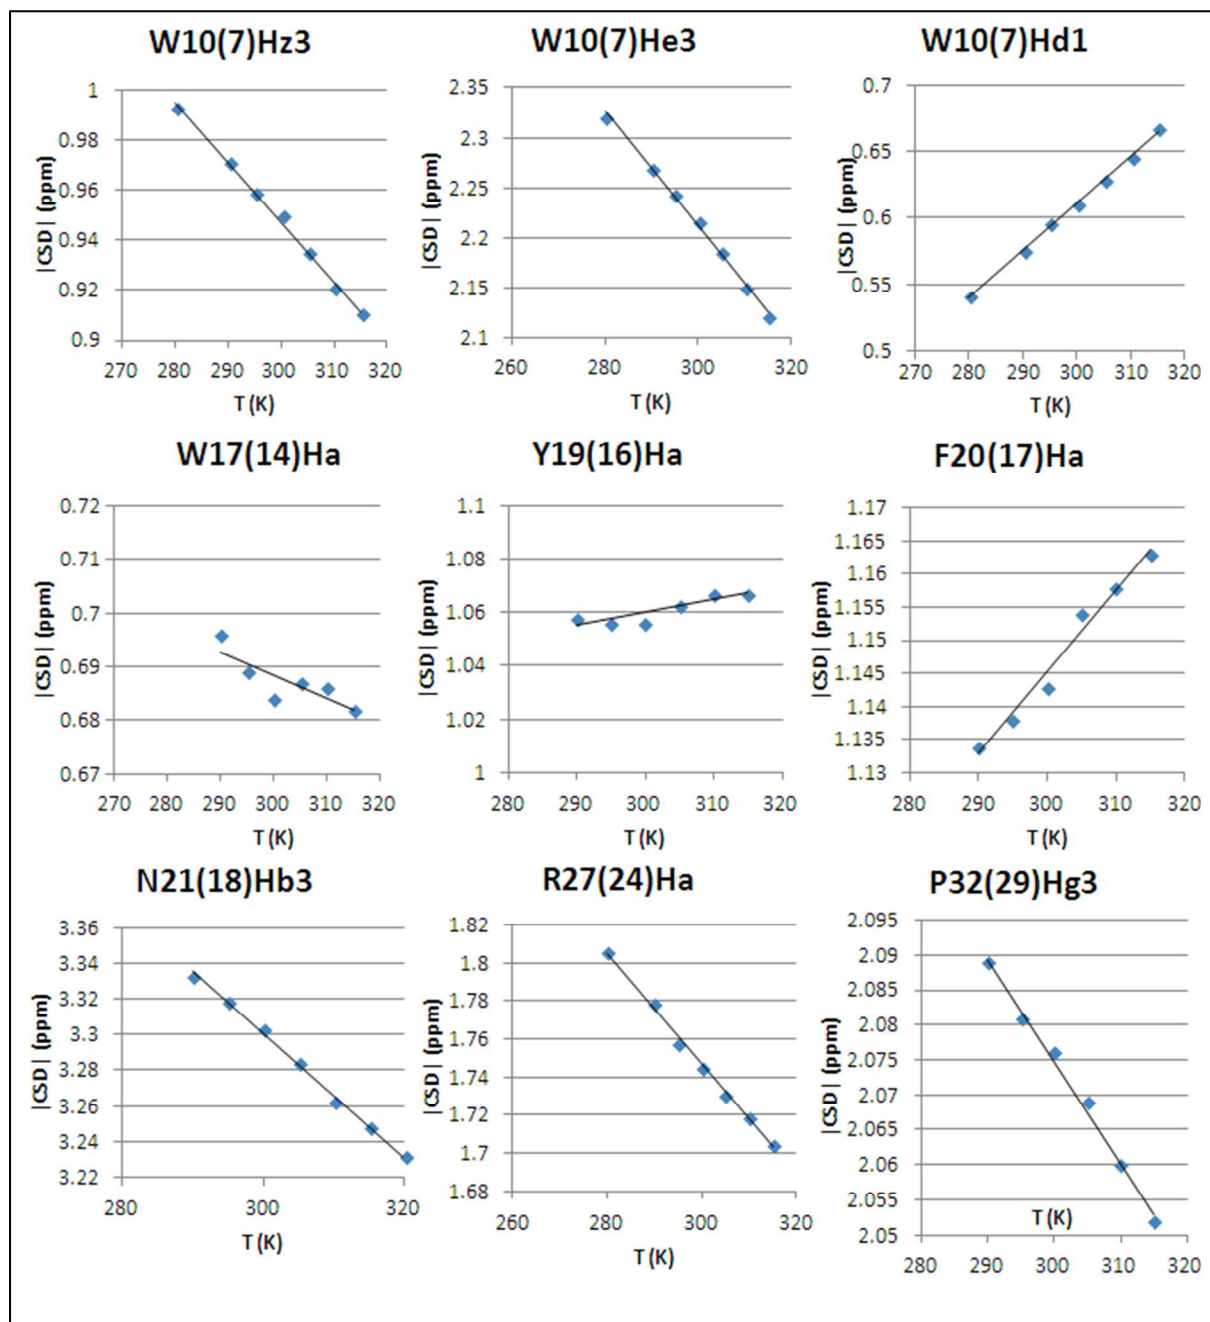 W10(7)Hz3
|CSD| (ppm)
1
0.98
0.96
0.94
0.92
0.9
270 280 290 300 310 320
T (K)
W10(7)He3
|CSD| (ppm)
2.35
2.3
2.25
2.2
2.15
2.1
260 280 300 320
T (K)
W10(7)Hd1
|CSD| (ppm)
0.7
0.65
0.6
0.55
0.5
270 280 290 300 310 320
T (K)
W17(14)Ha
|CSD| (ppm)
0.72
0.71
0.7
0.69
0.68
0.67
270 280 290 300 310 320
T (K)
Y19(16)Ha
|CSD| (ppm)
1.1
1.08
1.06
1.04
1.02
1
280 290 300 310 320
T (K)
F20(17)Ha
|CSD| (ppm)
1.17
1.165
1.16
1.155
1.15
1.145
1.14
1.135
1.13
280 290 300 310 320
T (K)
N21(18)Hb3
|CSD| (ppm)
3.36
3.34
3.32
3.3
3.28
3.26
3.24
3.22
280 300 320
T (K)
R27(24)Ha
|CSD| (ppm)
1.82
1.8
1.78
1.76
1.74
1.72
1.7
1.68
260 280 300 320
T (K)
P32(29)Hg3
|CSD| (ppm)
2.095
2.09
2.085
2.08
2.075
2.07
2.065
2.06
2.055
2.05
T (K)
280 290 300 310 320